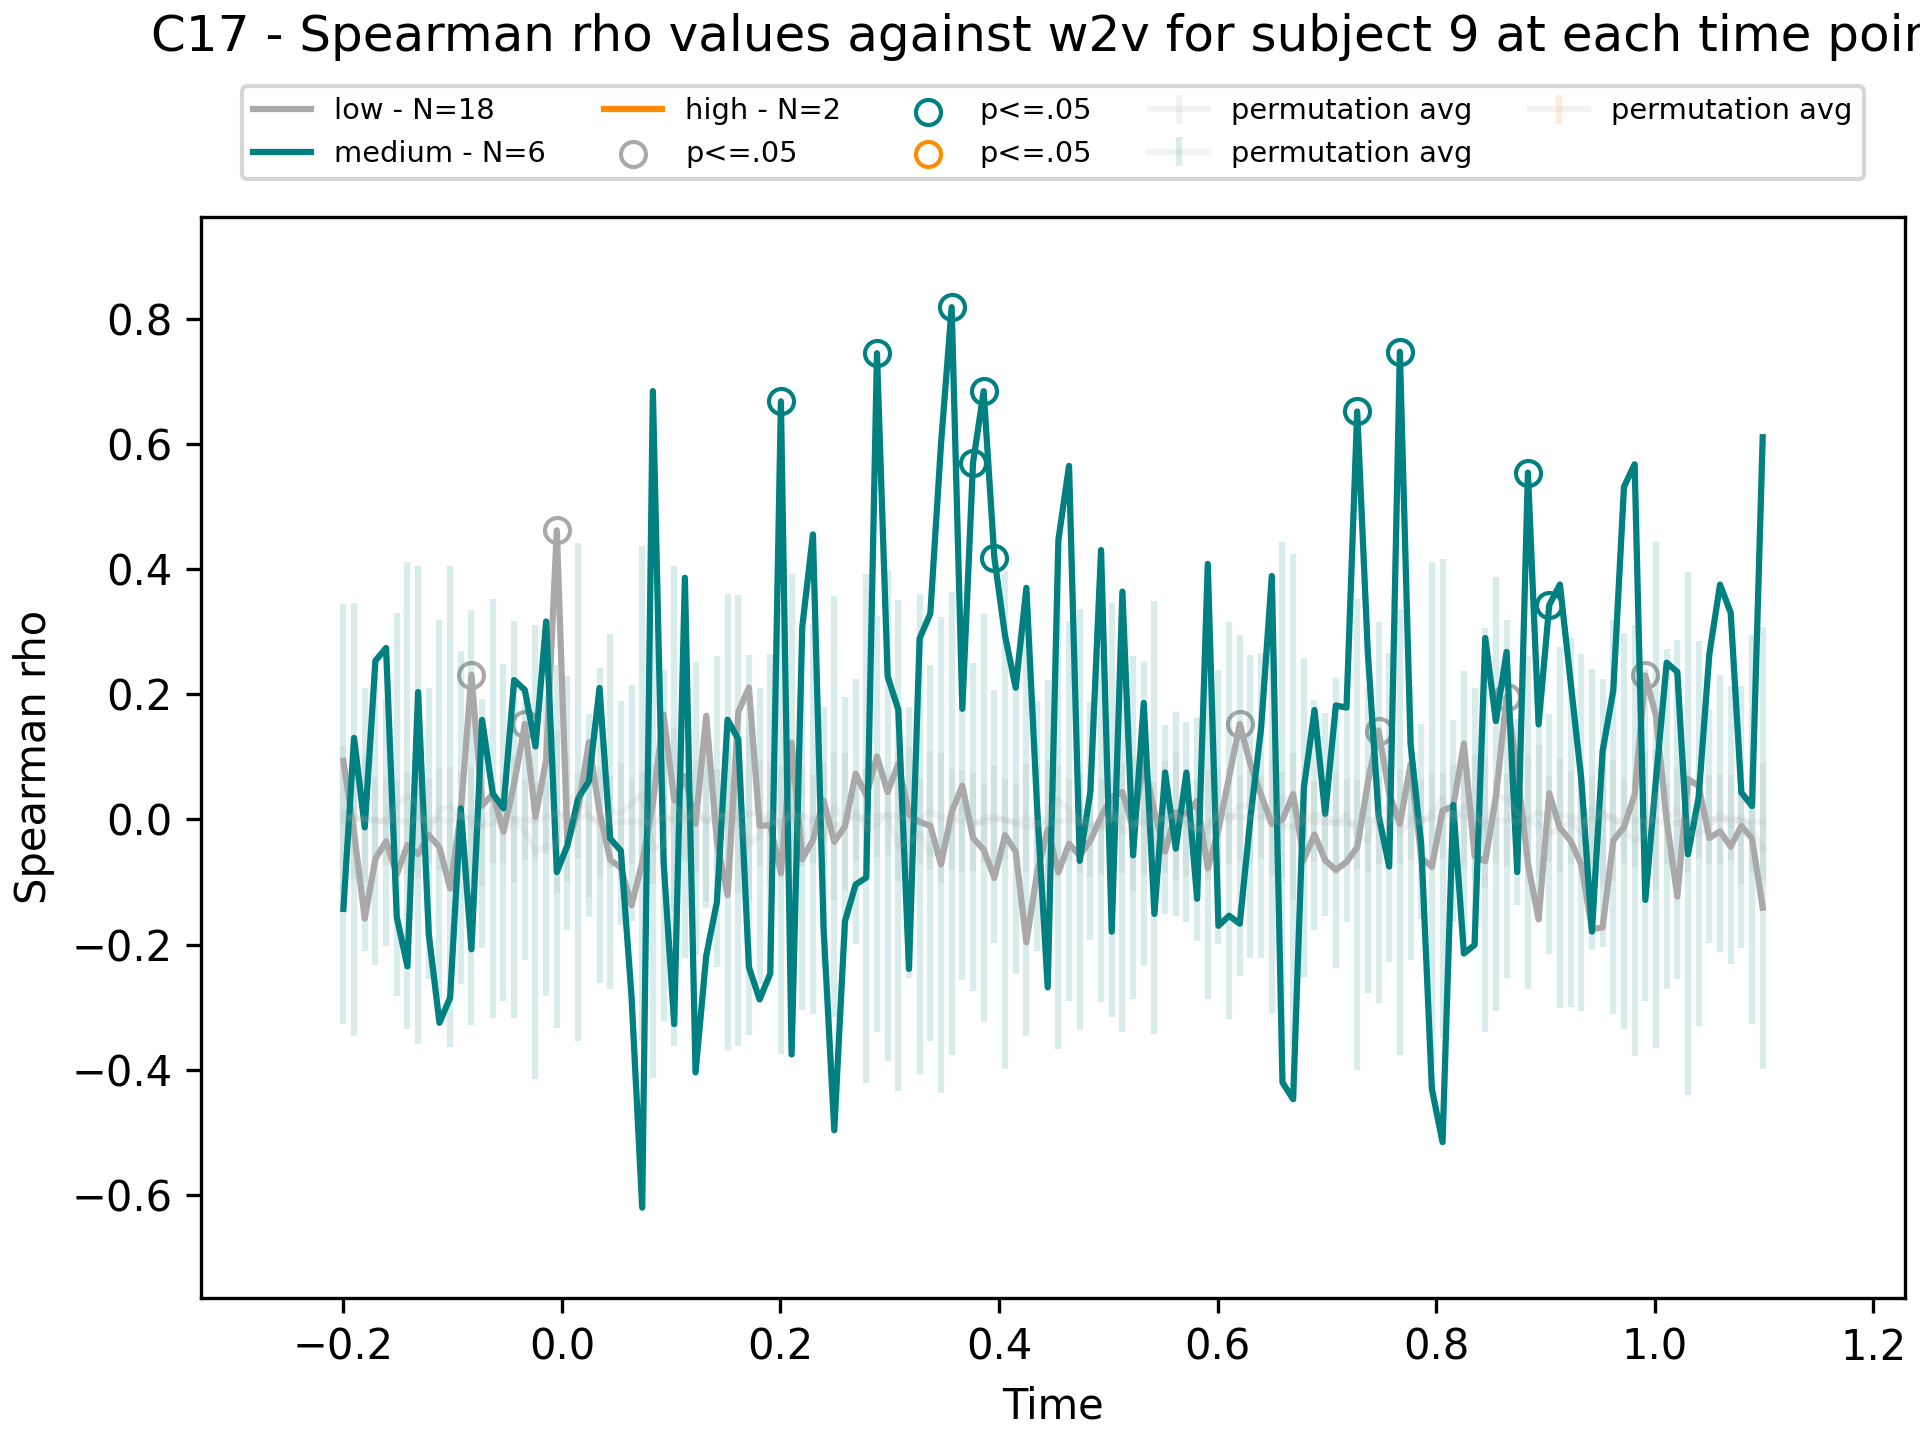 C17 - Spearman rho values against w2v for subject 9 at each time poin
low - N=18
medium - N=6
high - N=2
p<=.05
p<=.05
p<=.05
permutation avg
permutation avg
permutation avg
Spearman rho
0.8
0.6
0.4
0.2
0.0
−0.2
−0.4
−0.6
−0.2 0.0 0.2 0.4 0.6 0.8 1.0 1.2
Time